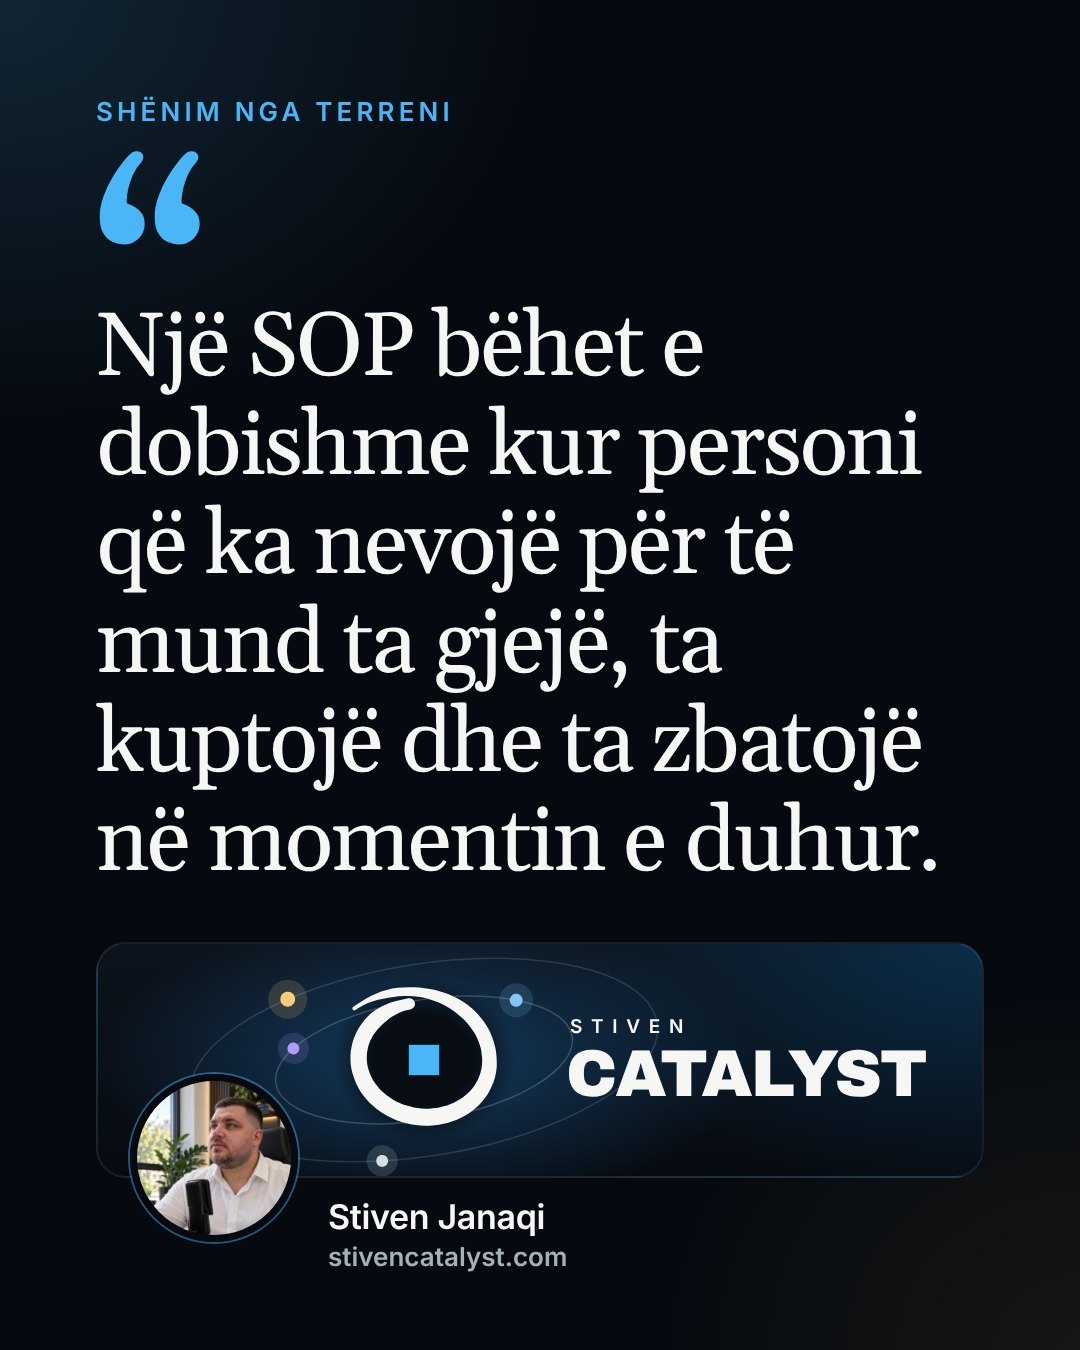 SHËNIM NGA TERRENI
“
Një SOP bëhet e
dobishme kur personi
që ka nevojë për të
mund ta gjejë, ta
kuptojë dhe ta zbatojë
në momentin e duhur.
STIVEN
CATALYST
Stiven Janaqi
stivencatalyst.com